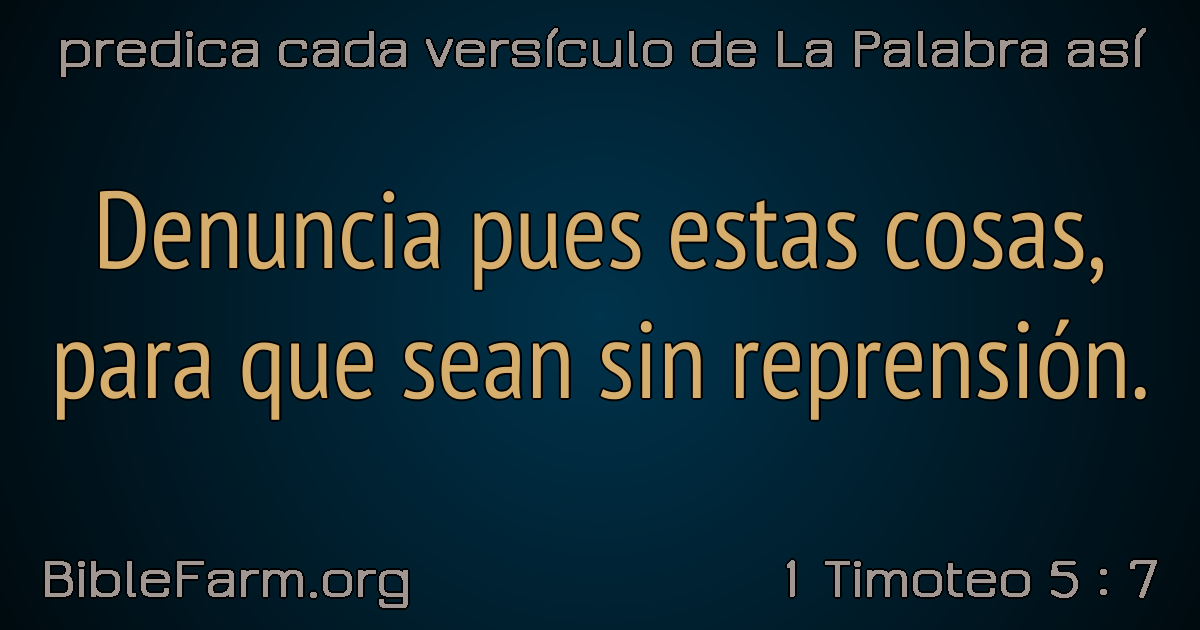 predica cada versículo de La Palabra así
Denuncia pues estas cosas,
para que sean sin reprensión.
BibleFarm.org
1 Timoteo 5 : 7